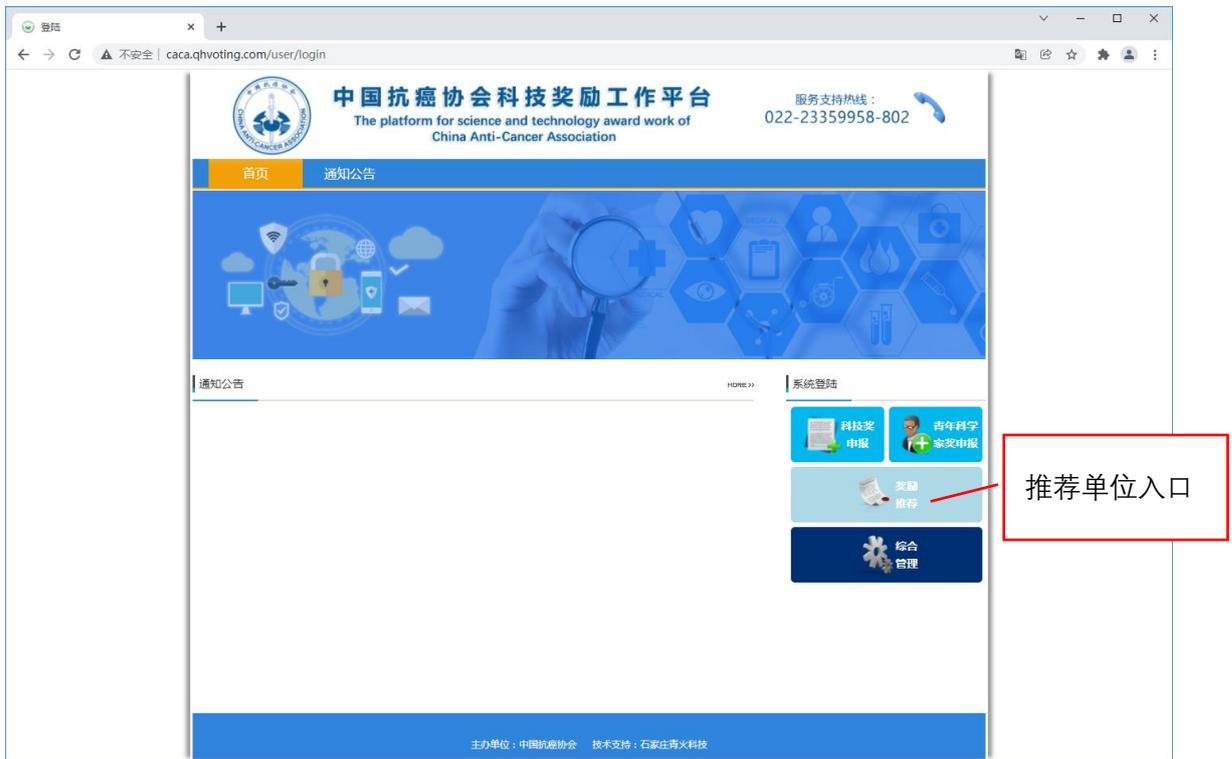 登陆
不安全 | caca.qhvoting.com/user/login
中国抗癌协会科技奖励工作平台
The platform for science and technology award work of
China Anti-Cancer Association
服务支持热线：
022-23359958-802
首页
通知公告
MEDICAL
通知公告
HOME >>
系统登陆
科技奖
申报
青年科学
家奖申报
奖励
推荐
推荐单位入口
综合
管理
主办单位：中国抗癌协会 技术支持：石家庄青火科技